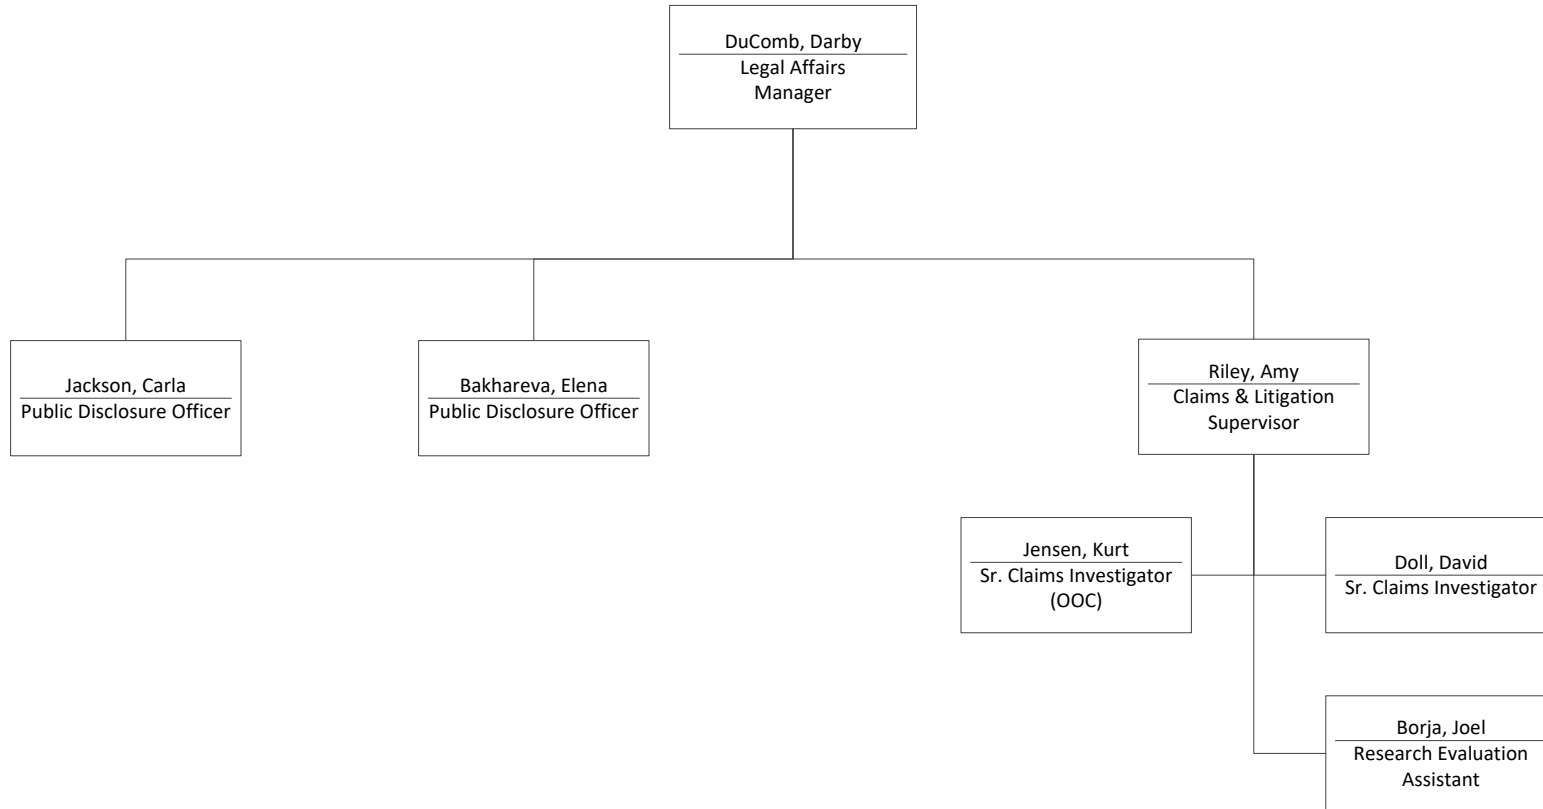 DuComb, Darby
Legal Affairs
Manager
Jackson, Carla
Public Disclosure Officer
Bakhareva, Elena
Public Disclosure Officer
Riley, Amy
Claims & Litigation
Supervisor
Jensen, Kurt
Sr. Claims Investigator
(OOC)
Doll, David
Sr. Claims Investigator
Borja, Joel
Research Evaluation
Assistant